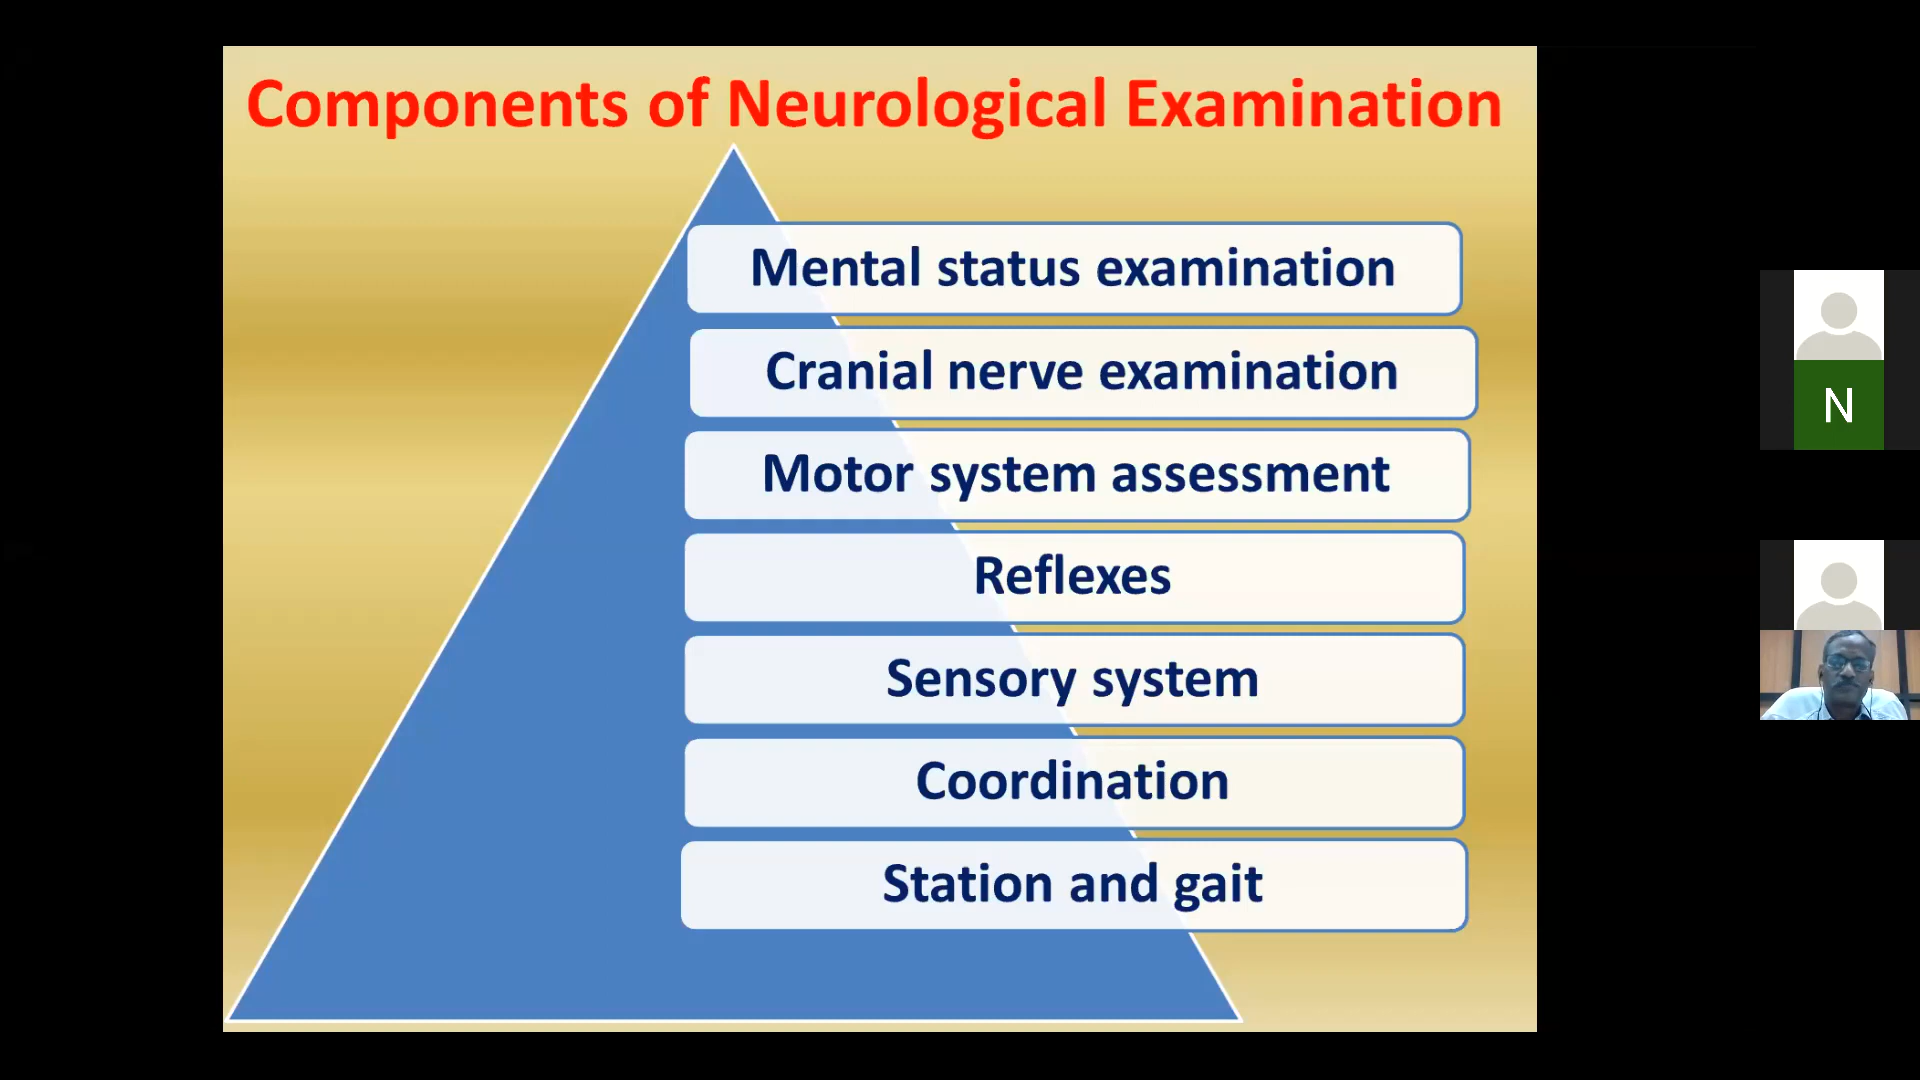 Components of Neurological Examination
Mental status examination
Cranial nerve examination
Motor system assessment
Reflexes
Sensory system
Coordination
Station and gait
N